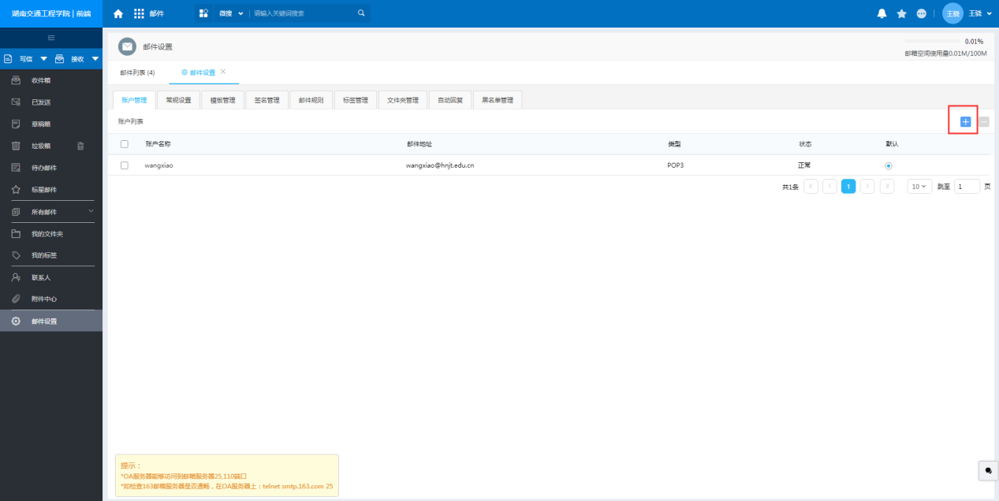 湖南交通工程学院 | 前端
邮件
微搜
请输入关键词搜索
王晓
王晓
写信
接收
收件箱
已发送
草稿箱
垃圾箱
待办邮件
标星邮件
所有邮件
我的文件夹
我的标签
联系人
附件中心
邮件设置
邮件设置
0.01%
邮箱空间使用量0.01M/100M
邮件列表 (4)
邮件设置
账户管理 常规设置 模板管理 签名管理 邮件规则 标签管理 文件夹管理 自动回复 黑名单管理
账户列表
账户名称 邮件地址 类型 状态 默认
wangxiao wangxiao@hnjt.edu.cn POP3 正常
共1条 1 10 跳至 1 页
提示：
*OA服务器能够访问到邮箱服务器25,110端口
*如检查163邮箱服务器是否通畅，在OA服务器上：telnet smtp.163.com 25